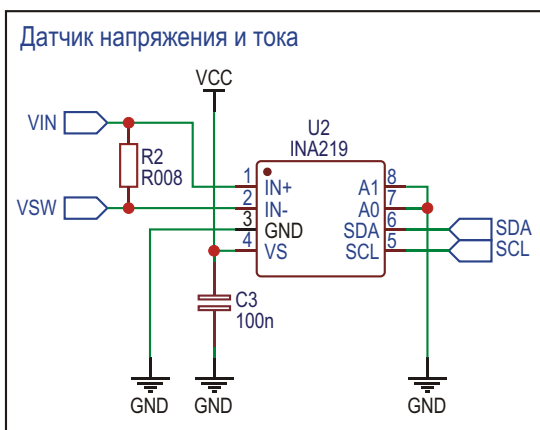 Датчик напряжения и тока
VCC
VIN
U2
INA219
R2
R008
VSW
1 IN+ A1 8
2 IN- A0 7
3 GND SDA 6 SDA
4 VS SCL 5 SCL
C3
100n
GND GND GND